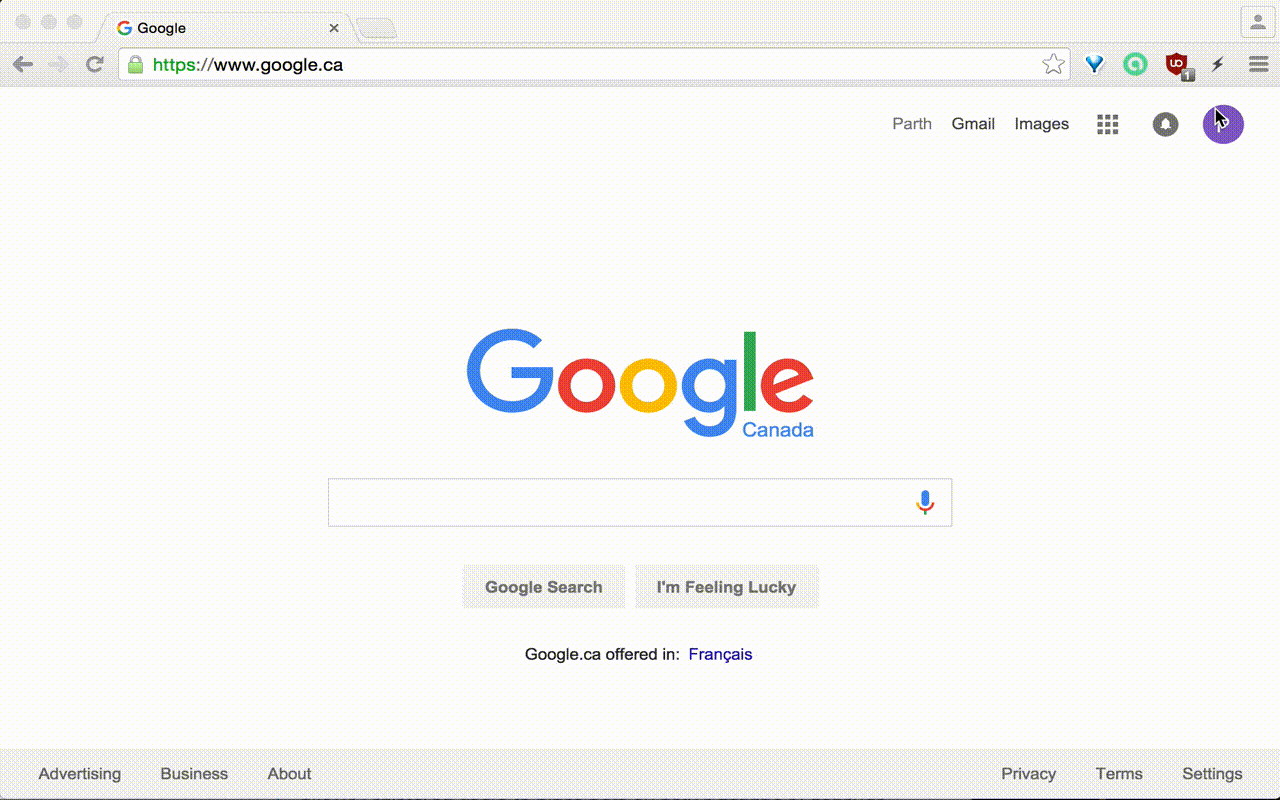 Google
https://www.google.ca
1
Parth Gmail Images
Google
Canada
Google Search I'm Feeling Lucky
Google.ca offered in: Français
Advertising Business About Privacy Terms Settings